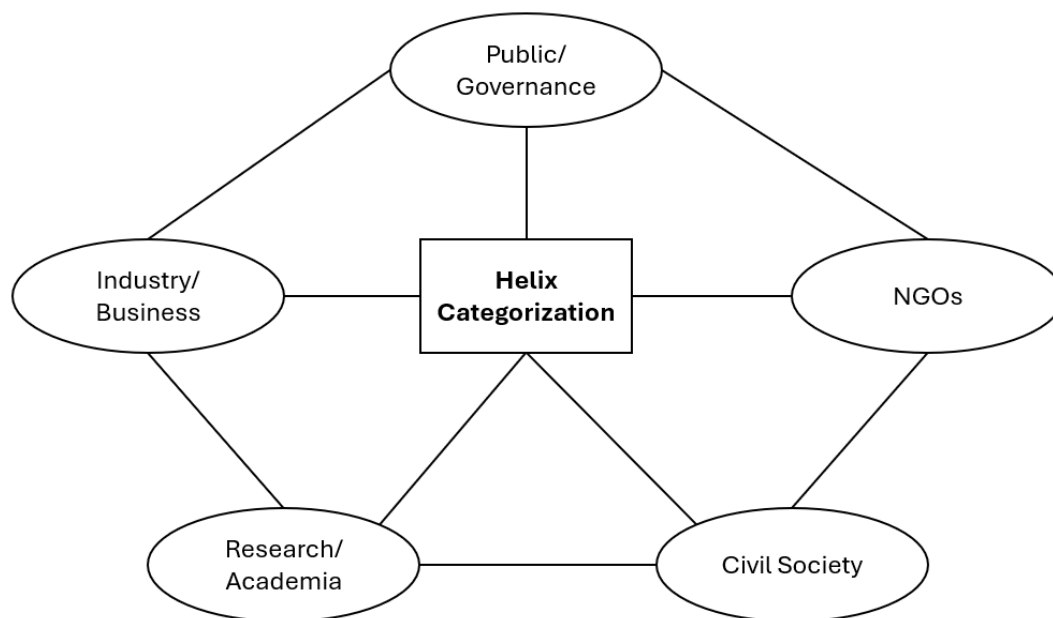 Public/
Governance
Industry/
Business
Helix
Categorization
NGOs
Research/
Academia
Civil Society